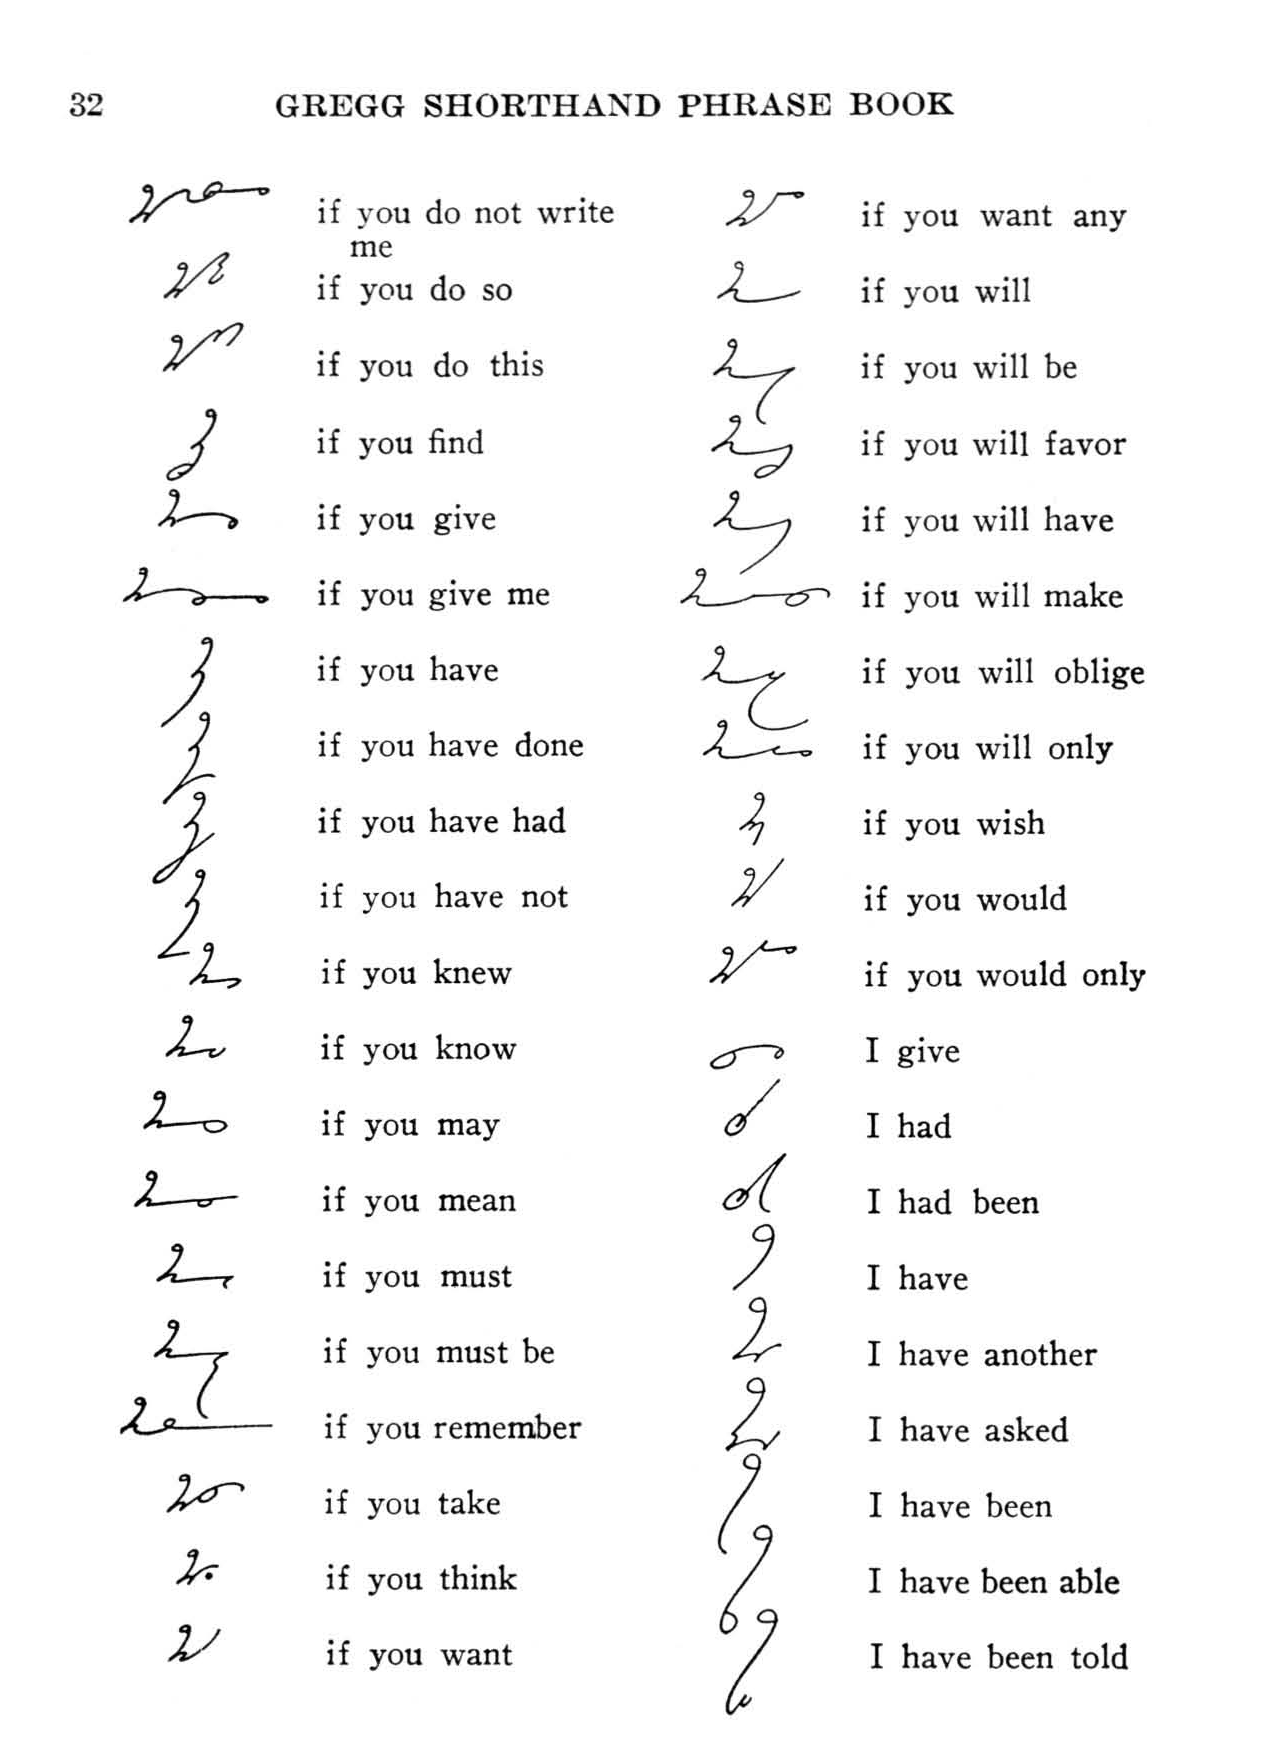 32 GREGG SHORTHAND PHRASE BOOK
if you do not write
me
if you do so
if you do this
if you find
if you give
if you give me
if you have
if you have done
if you have had
if you have not
if you knew
if you know
if you may
if you mean
if you must
if you must be
if you remember
if you take
if you think
if you want
if you want any
if you will
if you will be
if you will favor
if you will have
if you will make
if you will oblige
if you will only
if you wish
if you would
if you would only
I give
I had
I had been
I have
I have another
I have asked
I have been
I have been able
I have been told